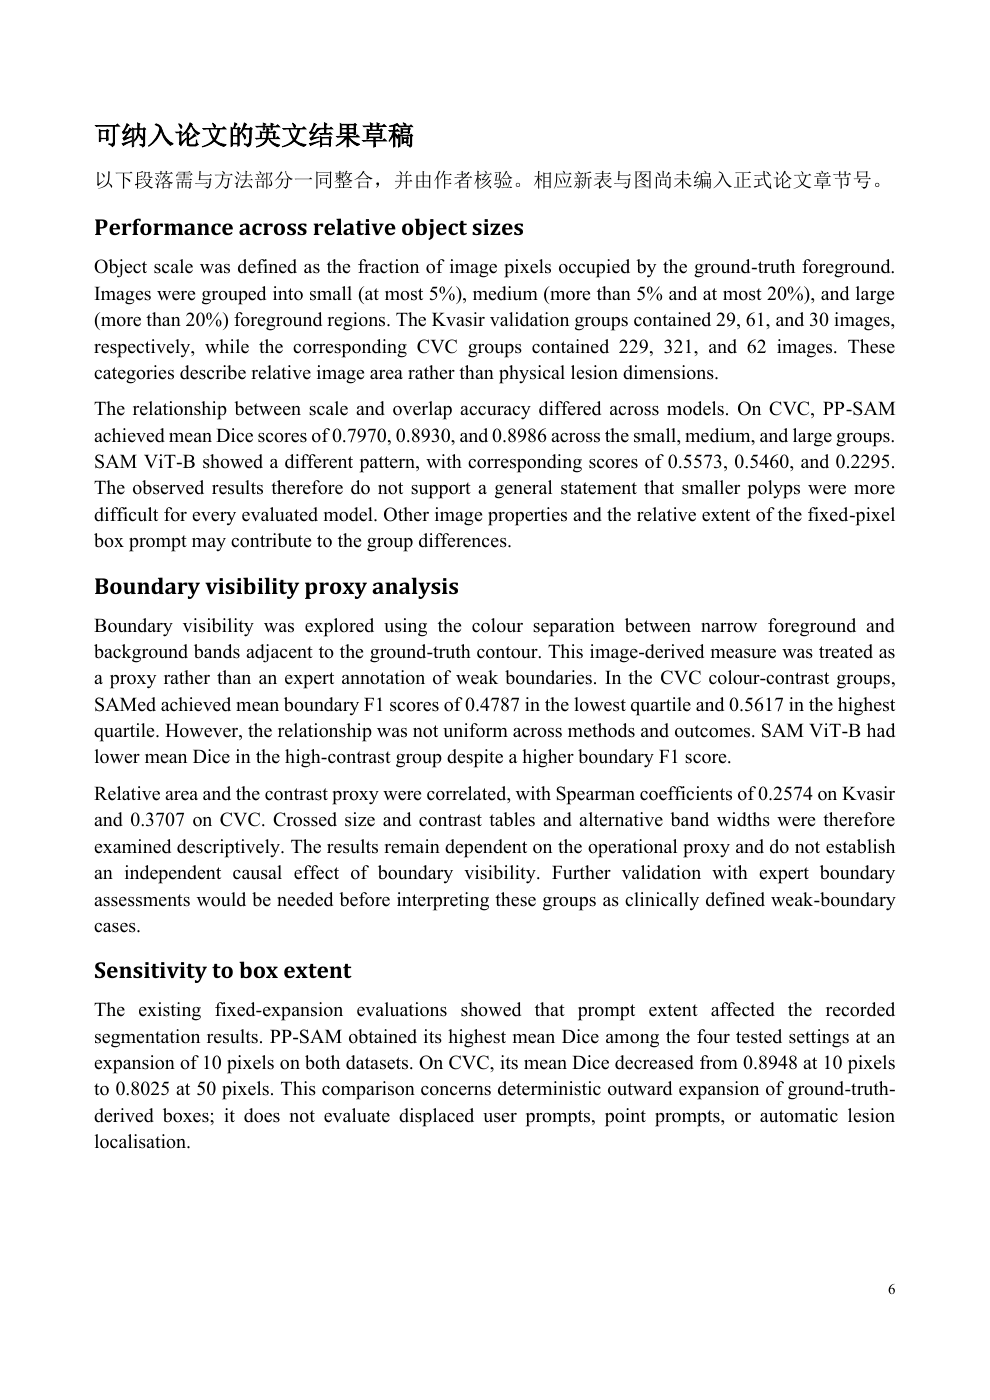 可纳入论文的英文结果草稿
以下段落需与方法部分一同整合，并由作者核验。相应新表与图尚未编入正式论文章节号。
Performance across relative object sizes
Object scale was defined as the fraction of image pixels occupied by the ground-truth foreground.
Images were grouped into small (at most 5%), medium (more than 5% and at most 20%), and large
(more than 20%) foreground regions. The Kvasir validation groups contained 29, 61, and 30 images,
respectively, while the corresponding CVC groups contained 229, 321, and 62 images. These
categories describe relative image area rather than physical lesion dimensions.
The relationship between scale and overlap accuracy differed across models. On CVC, PP-SAM
achieved mean Dice scores of 0.7970, 0.8930, and 0.8986 across the small, medium, and large groups.
SAM ViT-B showed a different pattern, with corresponding scores of 0.5573, 0.5460, and 0.2295.
The observed results therefore do not support a general statement that smaller polyps were more
difficult for every evaluated model. Other image properties and the relative extent of the fixed-pixel
box prompt may contribute to the group differences.
Boundary visibility proxy analysis
Boundary visibility was explored using the colour separation between narrow foreground and
background bands adjacent to the ground-truth contour. This image-derived measure was treated as
a proxy rather than an expert annotation of weak boundaries. In the CVC colour-contrast groups,
SAMed achieved mean boundary F1 scores of 0.4787 in the lowest quartile and 0.5617 in the highest
quartile. However, the relationship was not uniform across methods and outcomes. SAM ViT-B had
lower mean Dice in the high-contrast group despite a higher boundary F1 score.
Relative area and the contrast proxy were correlated, with Spearman coefficients of 0.2574 on Kvasir
and 0.3707 on CVC. Crossed size and contrast tables and alternative band widths were therefore
examined descriptively. The results remain dependent on the operational proxy and do not establish
an independent causal effect of boundary visibility. Further validation with expert boundary
assessments would be needed before interpreting these groups as clinically defined weak-boundary
cases.
Sensitivity to box extent
The existing fixed-expansion evaluations showed that prompt extent affected the recorded
segmentation results. PP-SAM obtained its highest mean Dice among the four tested settings at an
expansion of 10 pixels on both datasets. On CVC, its mean Dice decreased from 0.8948 at 10 pixels
to 0.8025 at 50 pixels. This comparison concerns deterministic outward expansion of ground-truth-
derived boxes; it does not evaluate displaced user prompts, point prompts, or automatic lesion
localisation.
6